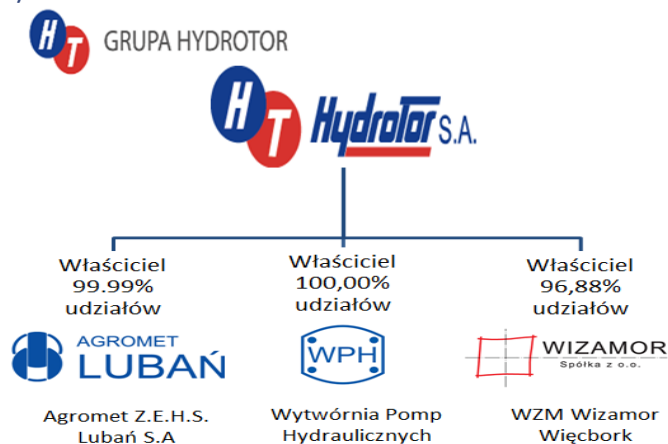 HT GRUPA HYDROTOR
HT HydroTor S.A.
Właściciel
99.99%
udziałów
Właściciel
100,00%
udziałów
Właściciel
96,88%
udziałów
AGROMET
LUBAŃ
WPH
WIZAMOR
Spółka z o.o.
Agromet Z.E.H.S.
Lubań S.A
Wytwórnia Pomp
Hydraulicznych
WZM Wizamor
Więcbork